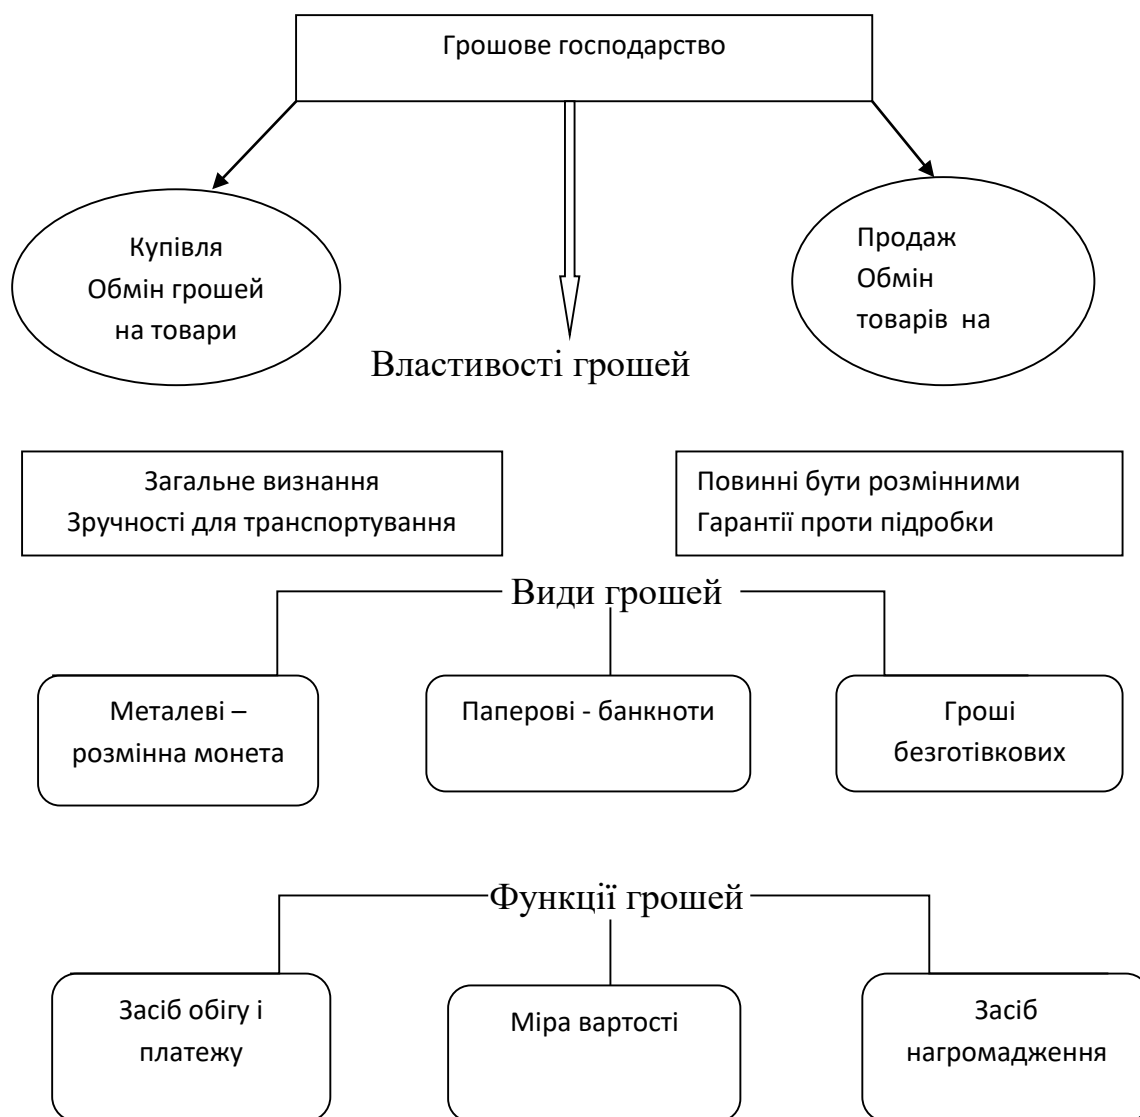 Грошове господарство
Купівля
Обмін грошей
на товари
Продаж
Обмін
товарів на
Властивості грошей
Загальне визнання
Зручності для транспортування
Повинні бути розмінними
Гарантії проти підробки
Види грошей
Металеві –
розмінна монета
Паперові - банкноти
Гроші
безготівкових
Функції грошей
Засіб обігу і
платежу
Міра вартості
Засіб
нагромадження